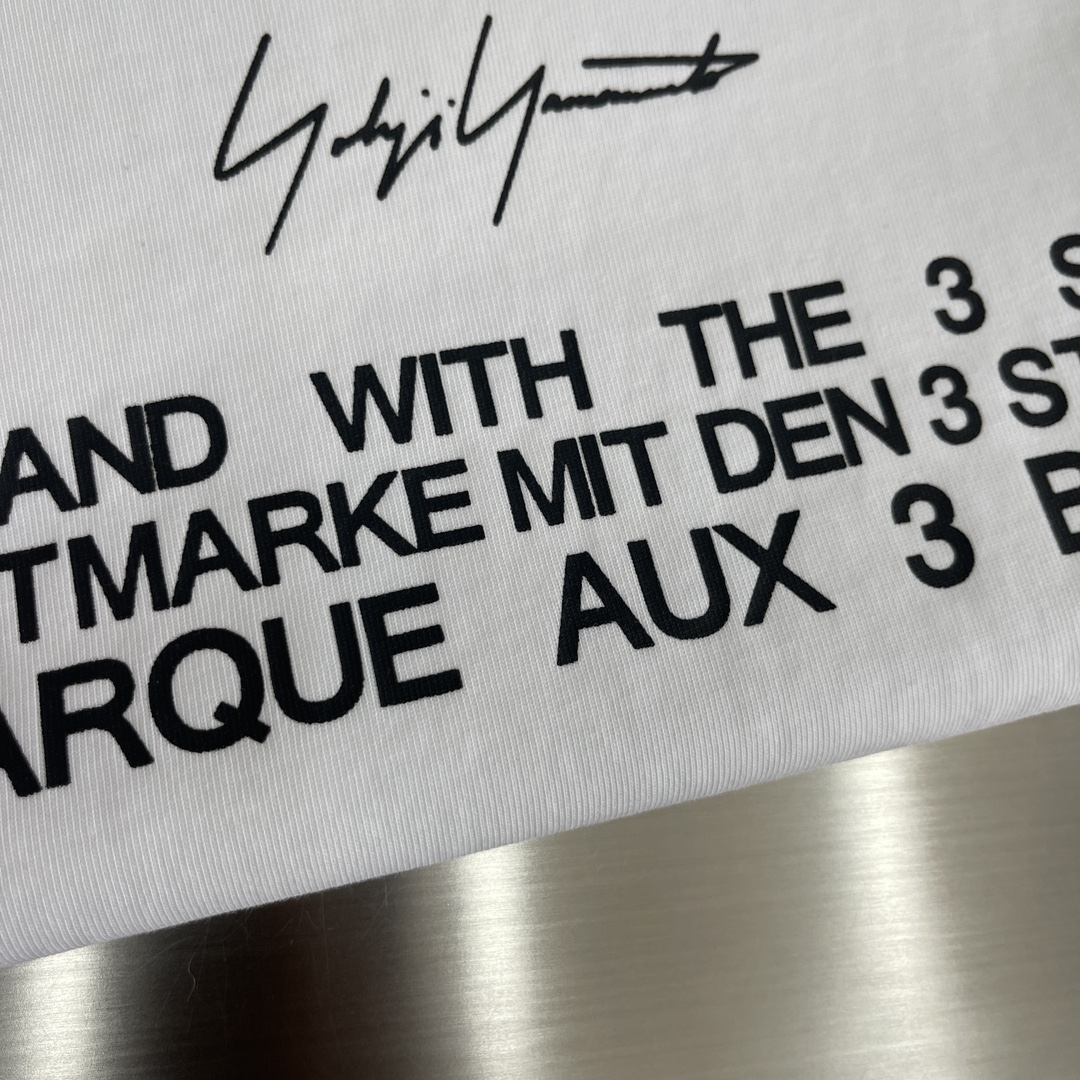 Yohji Yamamoto
AND WITH THE 3 S
TMARKE MIT DEN 3 ST
ARQUE AUX 3 B